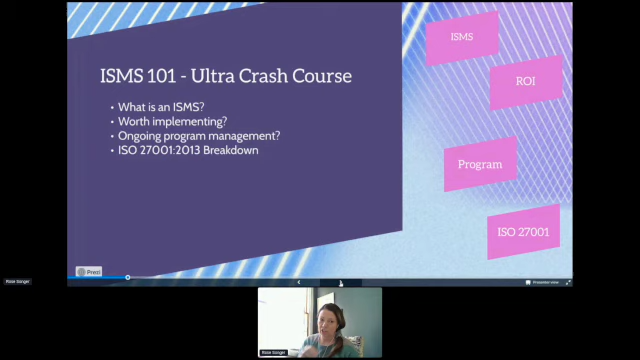 ISMS 101 - Ultra Crash Course
• What is an ISMS?
• Worth implementing?
• Ongoing program management?
• ISO 27001:2013 Breakdown
ISMS
ROI
Program
ISO 27001
Prezi
Presenter view
Rosie Sanger
Rosie Sanger